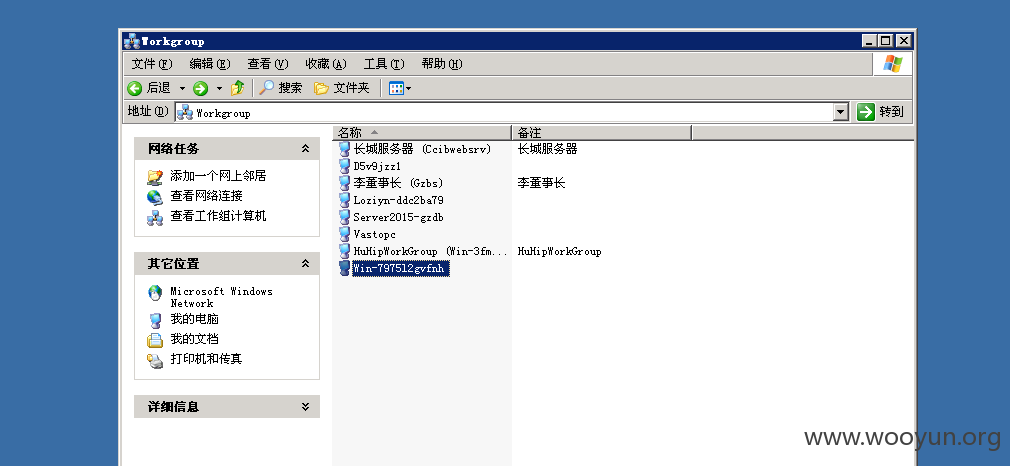 Workgroup
文件(F) 编辑(E) 查看(V) 收藏(A) 工具(T) 帮助(H)
后退 搜索 文件夹
地址(D) Workgroup 转到
网络任务
添加一个网上邻居
查看网络连接
查看工作组计算机
其它位置
Microsoft Windows
Network
我的电脑
我的文档
打印机和传真
详细信息
名称 备注
长城服务器 (Ccibwebsrv) 长城服务器
D5v9jzz1
李董事长 (Gzbs) 李董事长
Loziyn-ddc2ba79
Server2015-gzdb
Vastopc
HuHipWorkGroup (Win-3fm... HuHipWorkGroup
Win-797512gvfnh
www.wooyun.org